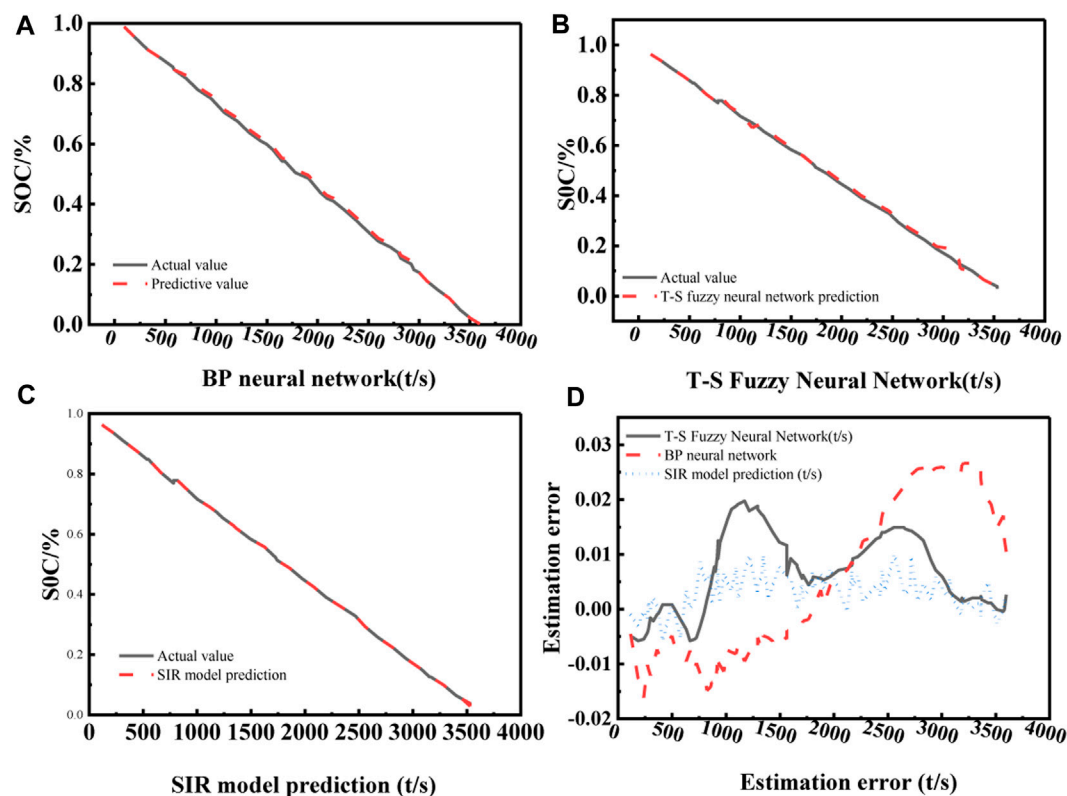 A
1.0
0.8
0.6
0.4
0.2
0.0
SOC/%
Actual value
Predictive value
0 500 1000 1500 2000 2500 3000 3500 4000
BP neural network(t/s)
B
1.0
0.8
0.6
0.4
0.2
0.0
S0C/%
Actual value
T-S fuzzy neural network prediction
0 500 1000 1500 2000 2500 3000 3500 4000
T-S Fuzzy Neural Network(t/s)
C
1.0
0.8
0.6
0.4
0.2
0.0
S0C/%
Actual value
SIR model prediction
0 500 1000 1500 2000 2500 3000 3500 4000
SIR model prediction (t/s)
D
0.03
0.02
0.01
0.00
-0.01
-0.02
Estimation error
T-S Fuzzy Neural Network(t/s)
BP neural network
SIR model prediction (t/s)
0 500 1000 1500 2000 2500 3000 3500 4000
Estimation error (t/s)